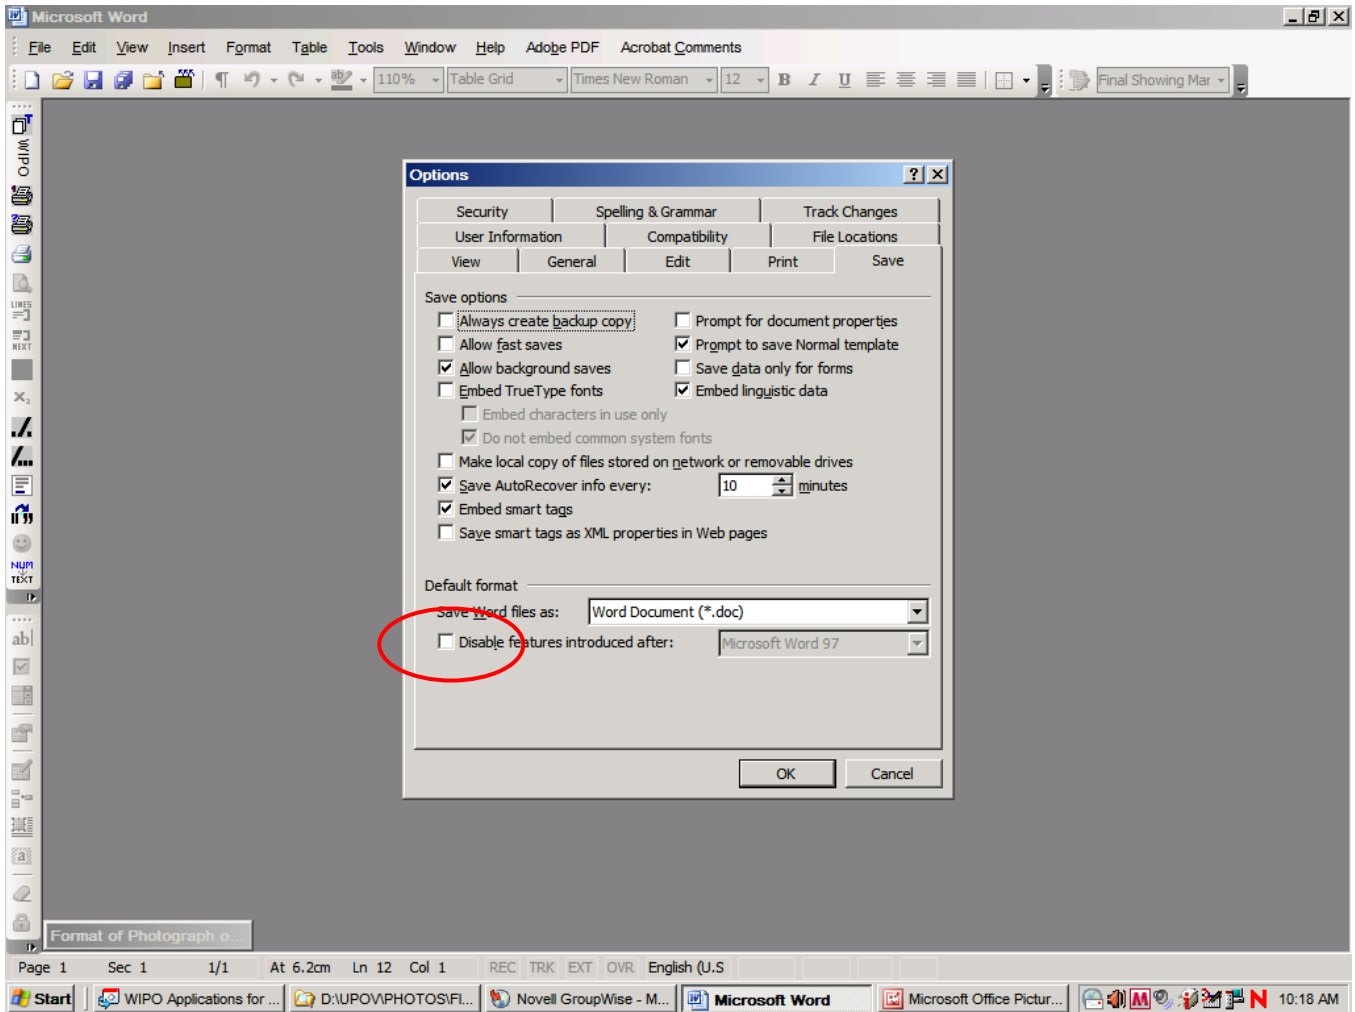 Microsoft Word
File Edit View Insert Format Table Tools Window Help Adobe PDF Acrobat Comments
110% Table Grid Times New Roman 12 B I U Final Showing Mar
WIPO
LINES
NEXT
NUM
TEXT
ab
a
Options
Security Spelling & Grammar Track Changes
User Information Compatibility File Locations
View General Edit Print Save
Save options
Always create backup copy Prompt for document properties
Allow fast saves Prompt to save Normal template
Allow background saves Save data only for forms
Embed TrueType fonts Embed linguistic data
Embed characters in use only
Do not embed common system fonts
Make local copy of files stored on network or removable drives
Save AutoRecover info every: 10 minutes
Embed smart tags
Save smart tags as XML properties in Web pages
Default format
Save Word files as: Word Document (*.doc)
Disable features introduced after: Microsoft Word 97
OK Cancel
Format of Photograph o...
Page 1 Sec 1 1/1 At 6.2cm Ln 12 Col 1 REC TRK EXT OVR English (U.S
Start WIPO Applications for ... D:\UPOV\PHOTOS\FI... Novell GroupWise - M... Microsoft Word Microsoft Office Pictur... M N 10:18 AM